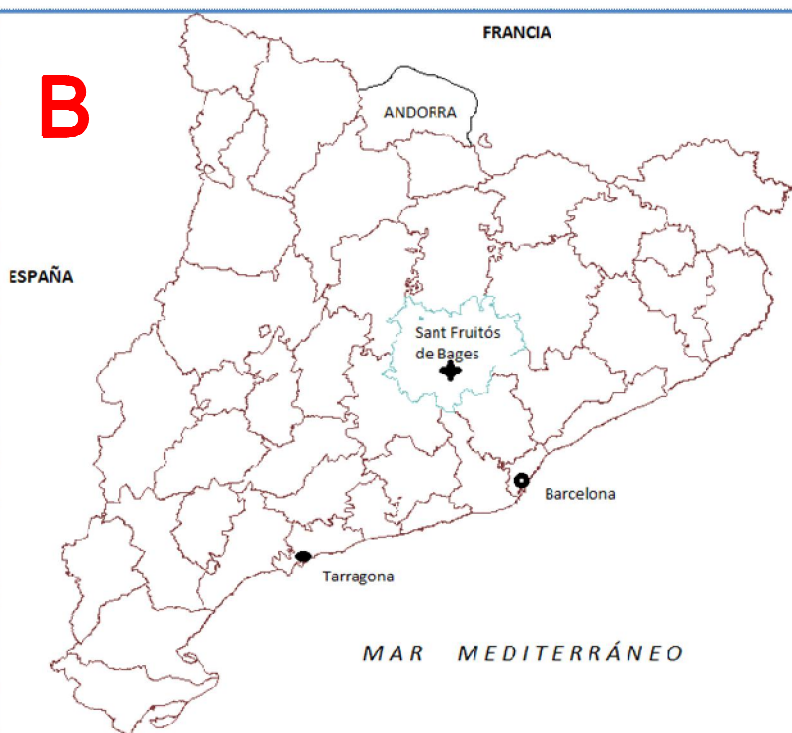 FRANCIA
B
ANDORRA
ESPAÑA
Sant Fruitós
de Bages
Barcelona
Tarragona
MAR MEDITERRÁNEO